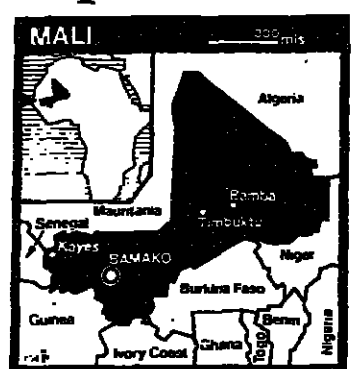 MALI
300 mls
Algeria
Mauritania
Bamba
Timbuktu
Senegal
Kayes
BAMAKO
Niger
Burkina Faso
Guinea
Benin
Ivory Coast
Ghana
Togo
Nigeria